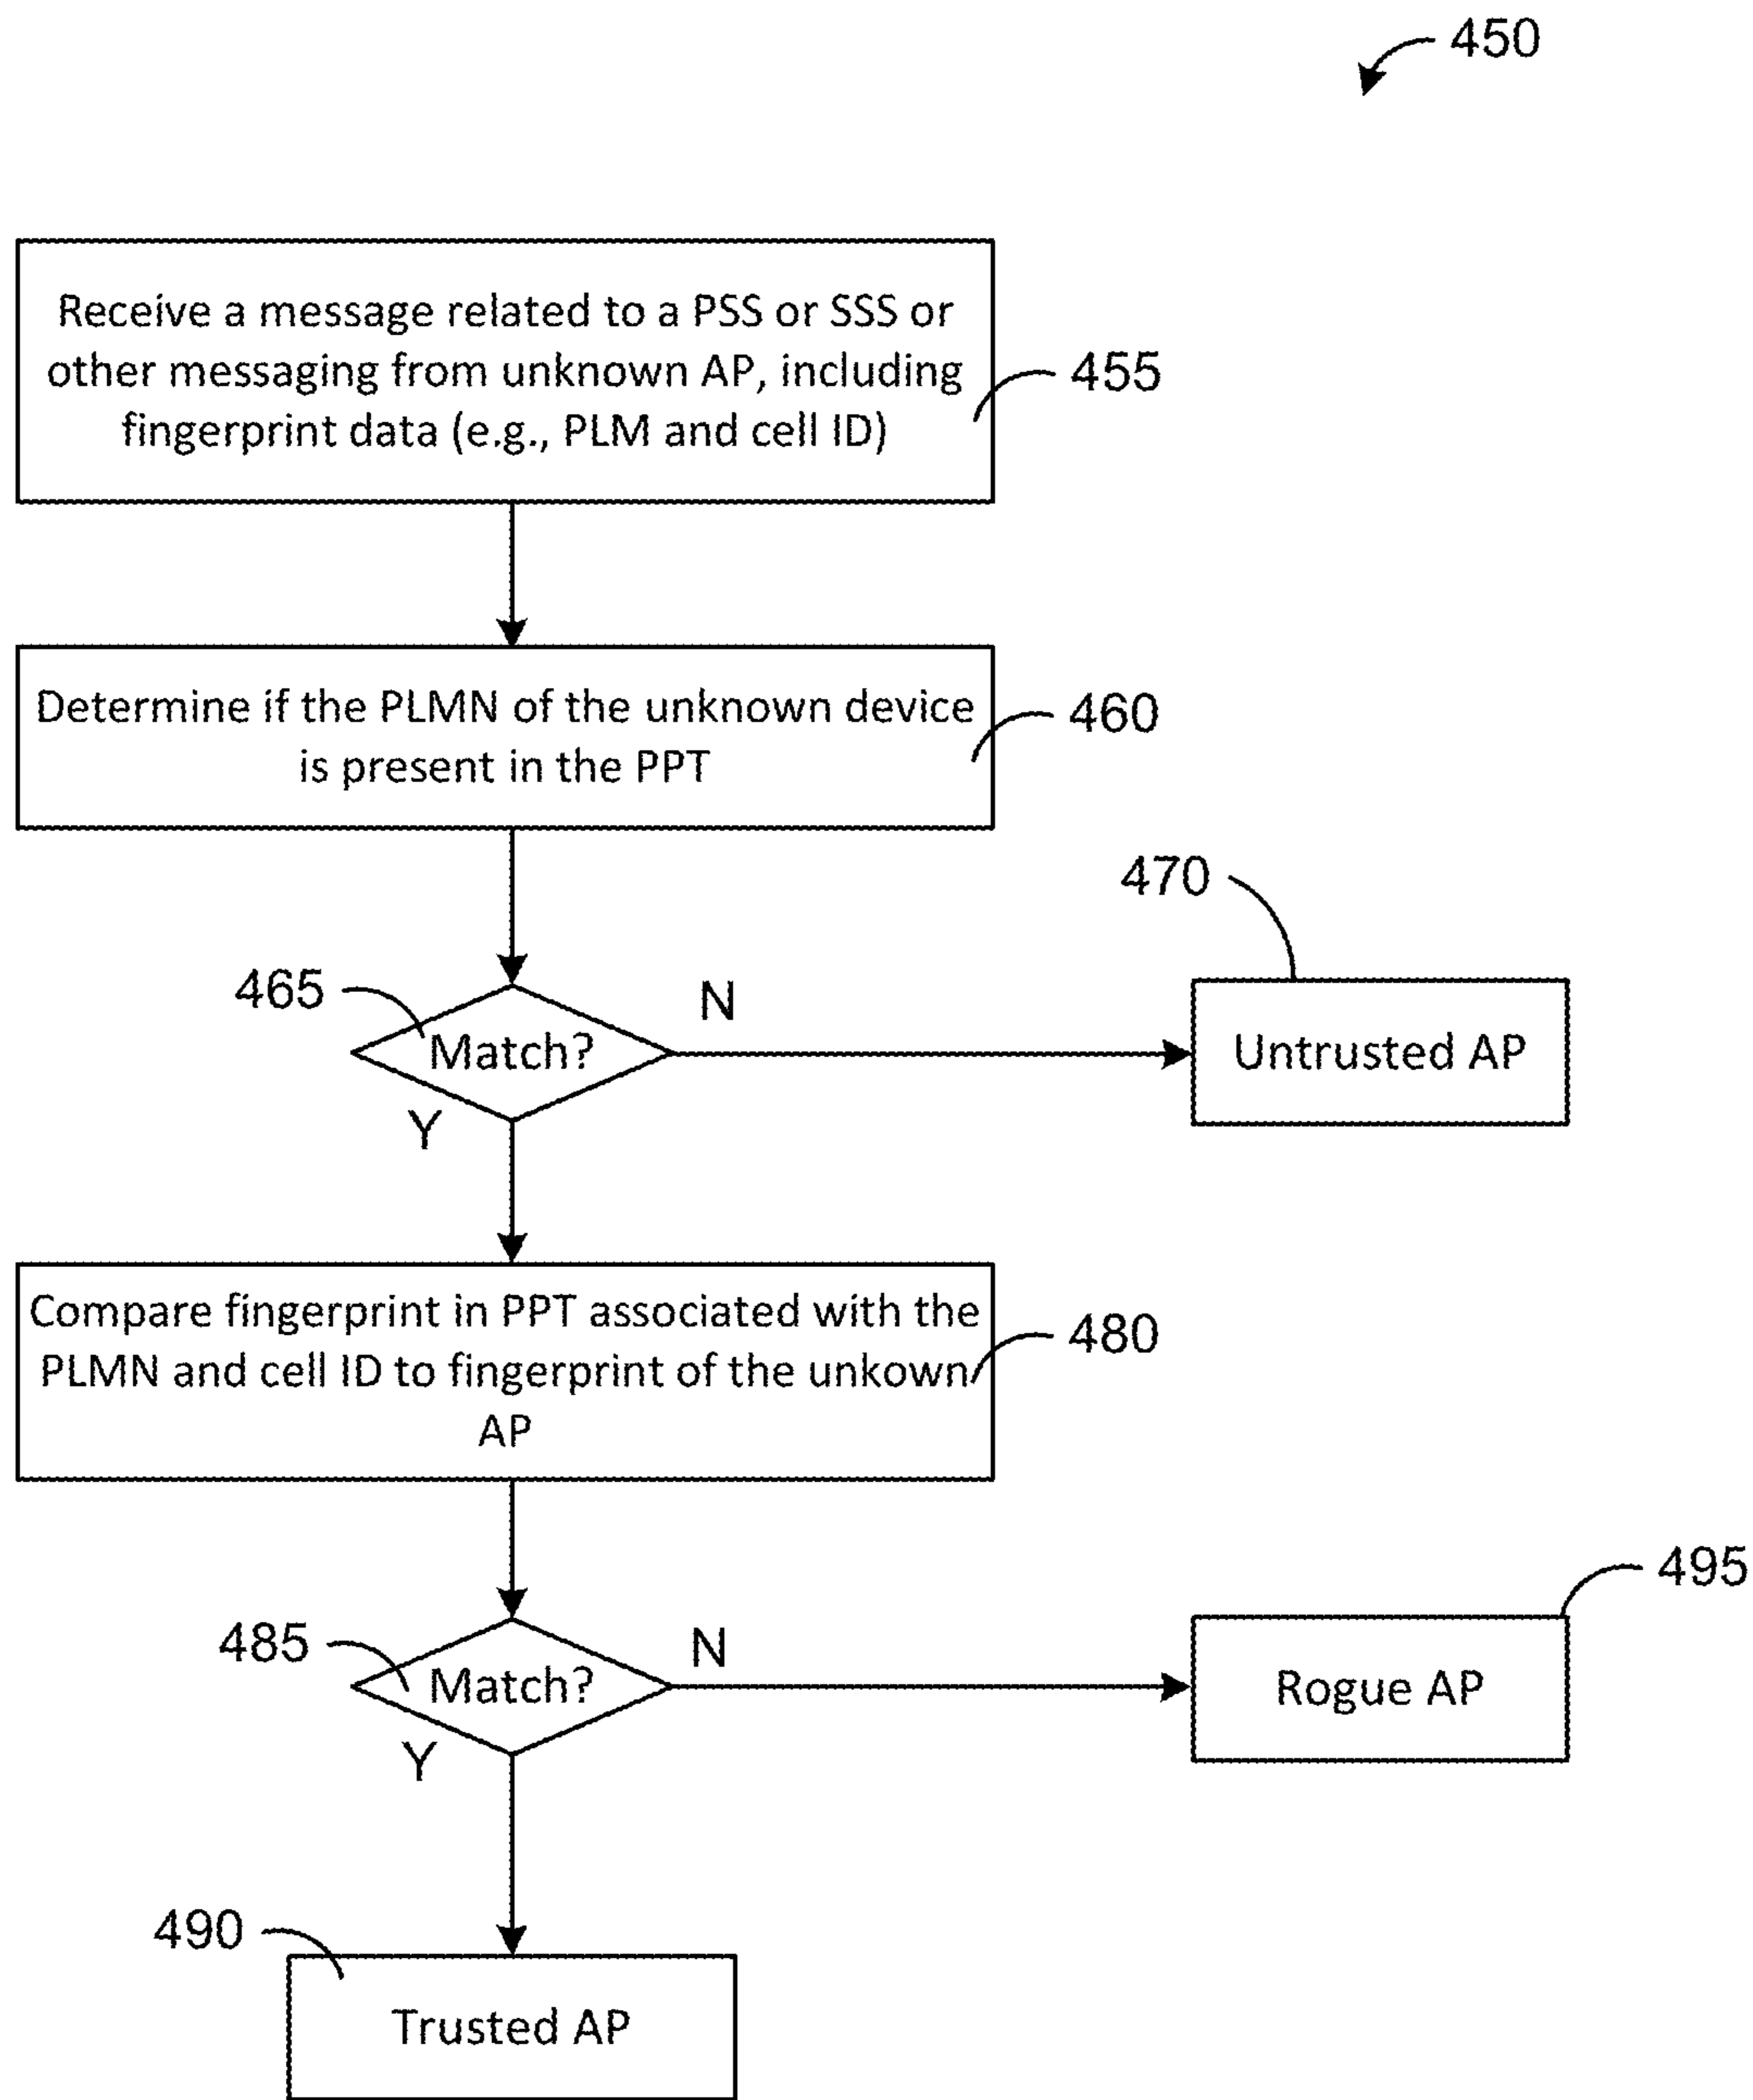 450
Receive a message related to a PSS or SSS or
other messaging from unknown AP, including
fingerprint data (e.g., PLM and cell ID)
455
Determine if the PLMN of the unknown device
is present in the PPT
460
470
465
Match?
N
Untrusted AP
Y
Compare fingerprint in PPT associated with the
PLMN and cell ID to fingerprint of the unkown
AP
480
495
485
Match?
N
Rogue AP
Y
490
Trusted AP